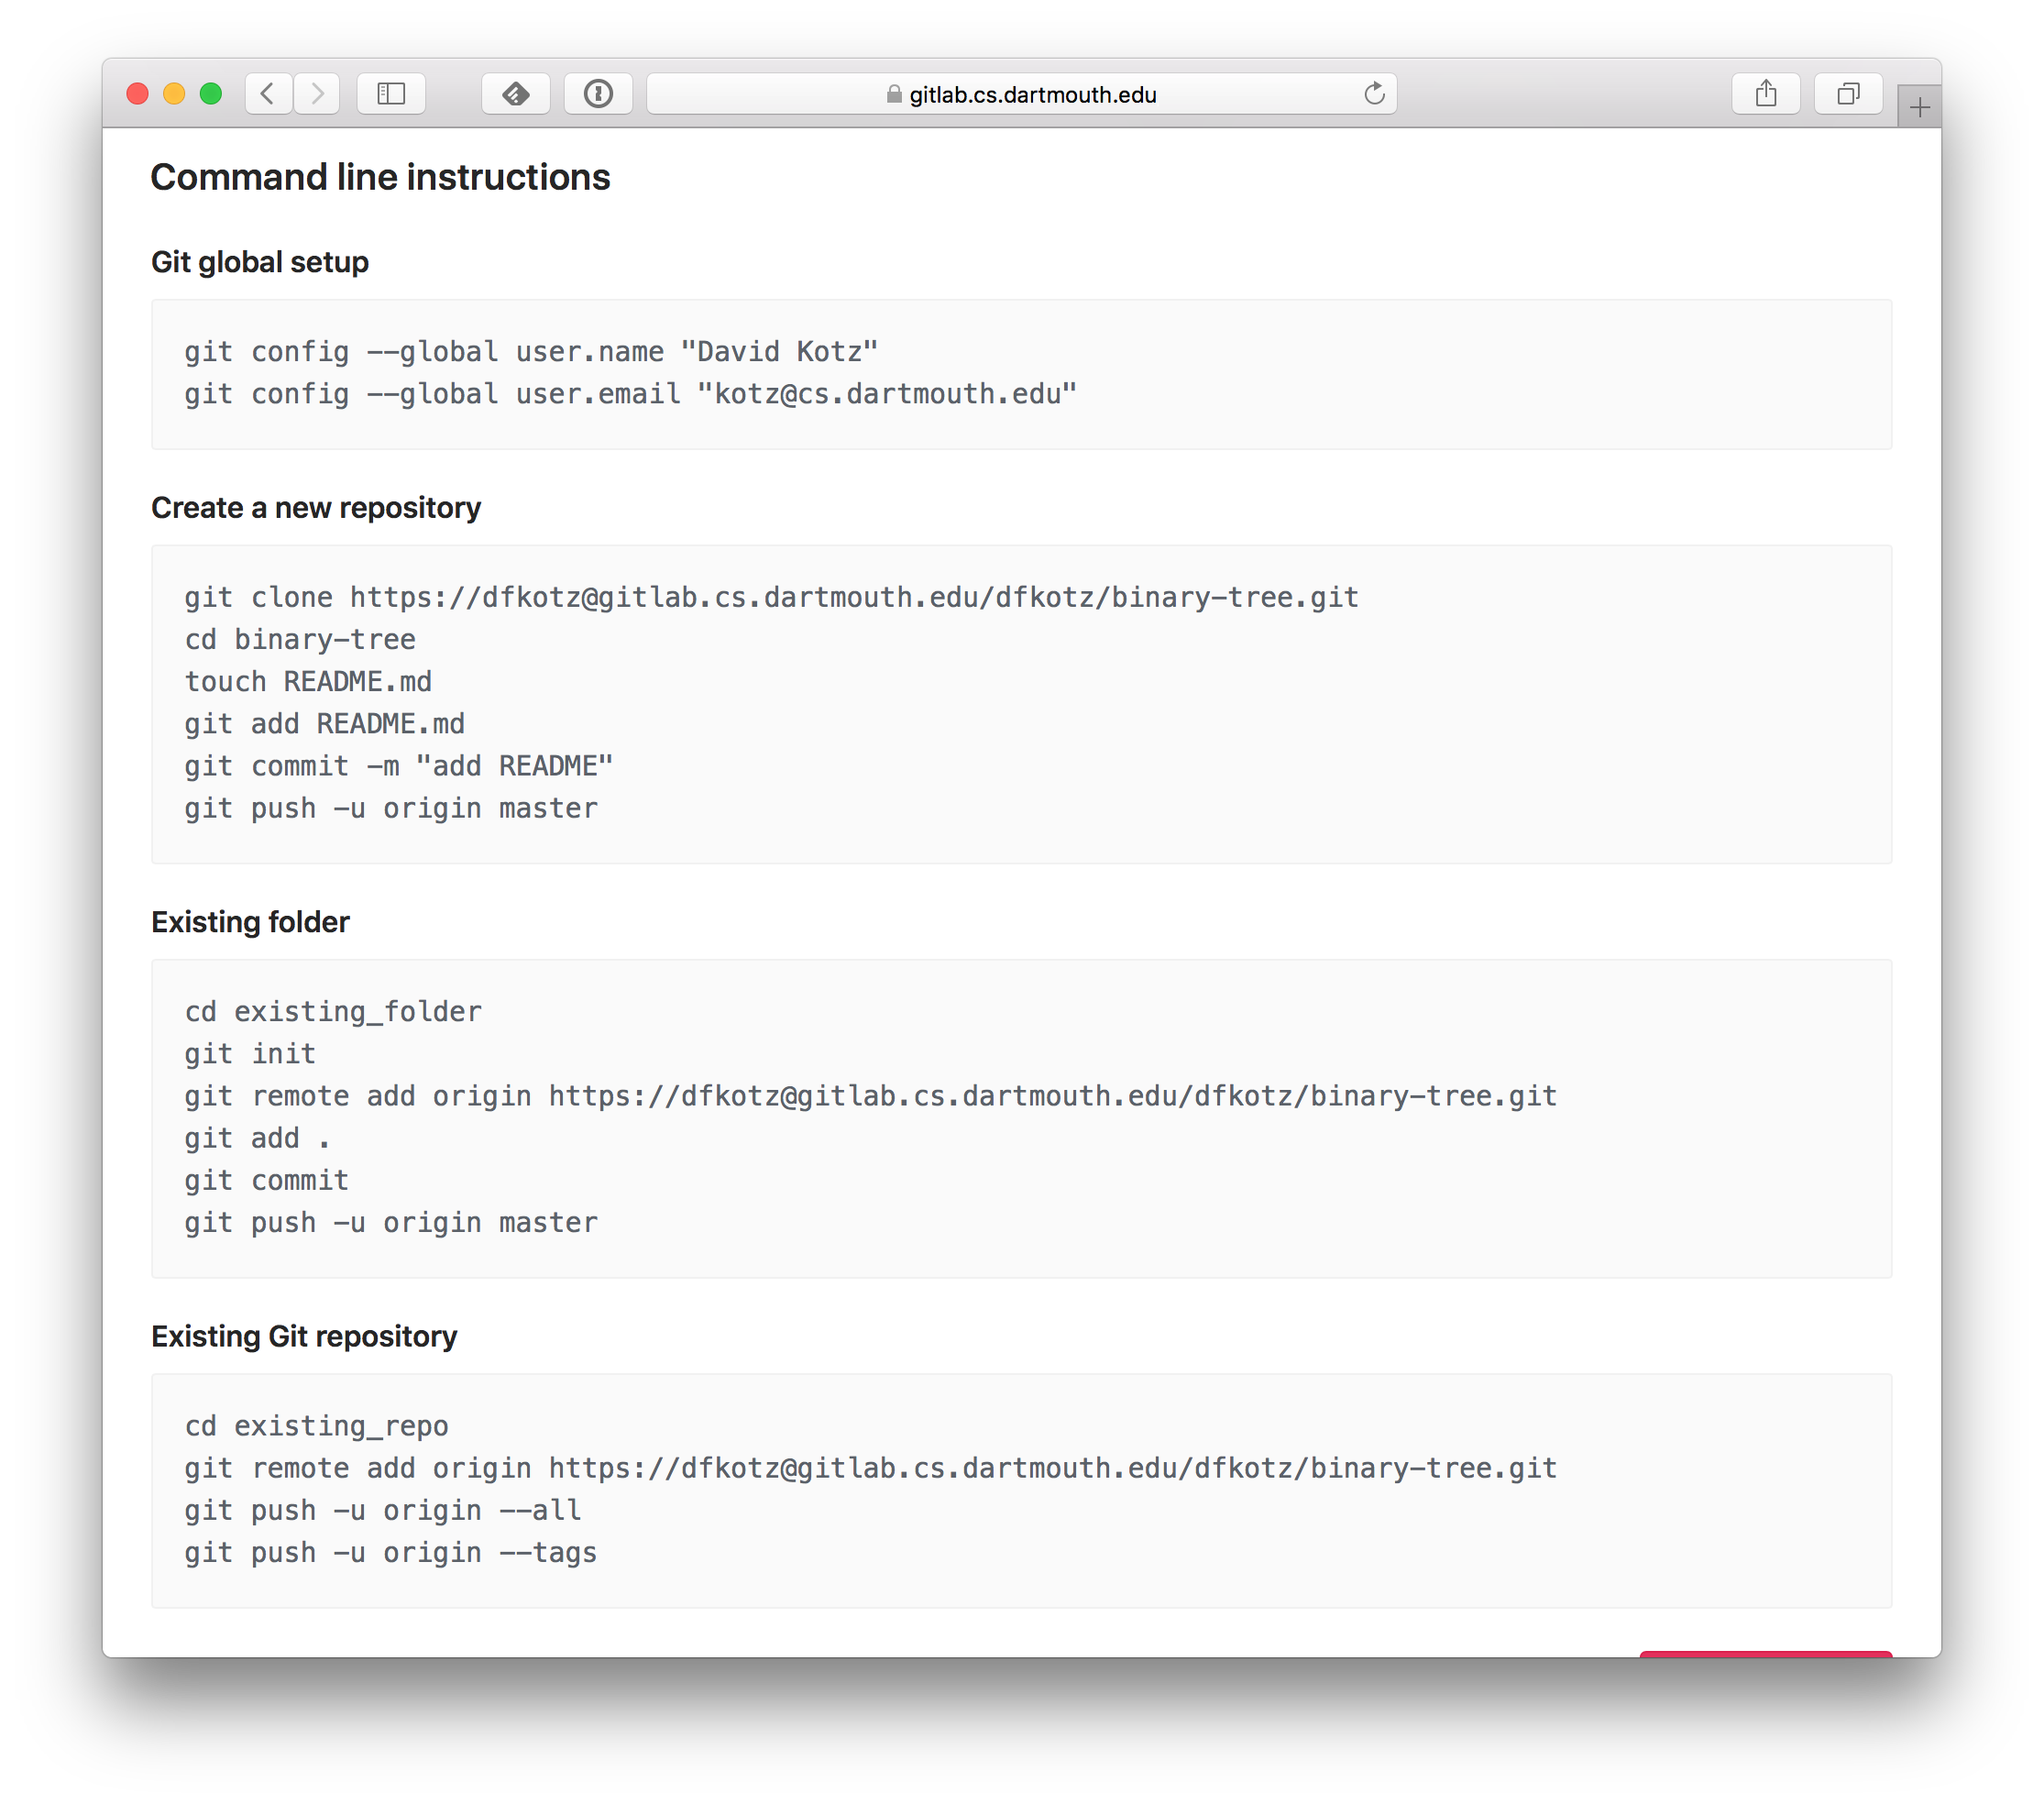 gitlab.cs.dartmouth.edu
Command line instructions
Git global setup
git config --global user.name "David Kotz"
git config --global user.email "kotz@cs.dartmouth.edu"
Create a new repository
git clone https://dfkotz@gitlab.cs.dartmouth.edu/dfkotz/binary-tree.git
cd binary-tree
touch README.md
git add README.md
git commit -m "add README"
git push -u origin master
Existing folder
cd existing_folder
git init
git remote add origin https://dfkotz@gitlab.cs.dartmouth.edu/dfkotz/binary-tree.git
git add .
git commit
git push -u origin master
Existing Git repository
cd existing_repo
git remote add origin https://dfkotz@gitlab.cs.dartmouth.edu/dfkotz/binary-tree.git
git push -u origin --all
git push -u origin --tags